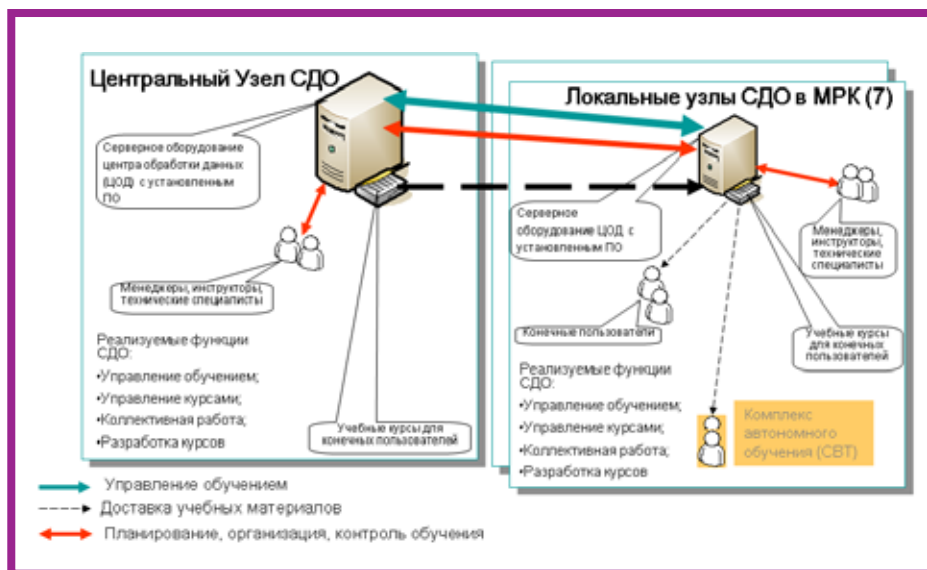 Центральный Узел СДО
Серверное оборудование
центра обработки данных
(ЦОД) с установленным
ПО
Менеджеры, инструкторы,
технические специалисты
Реализуемые функции
СДО:
•Управление обучением;
•Управление курсами;
•Коллективная работа;
•Разработка курсов
Учебные курсы для
конечных пользователей
Локальные узлы СДО в МРК (7)
Серверное
оборудование ЦОД с
установленным ПО
Менеджеры,
инструкторы,
технические
специалисты
Конечные пользователи
Учебные курсы
для конечных
пользователей
Реализуемые функции
СДО:
•Управление обучением;
•Управление курсами;
•Коллективная работа;
•Разработка курсов
Комплекс
автономного
обучения (СВТ)
Управление обучением
Доставка учебных материалов
Планирование, организация, контроль обучения